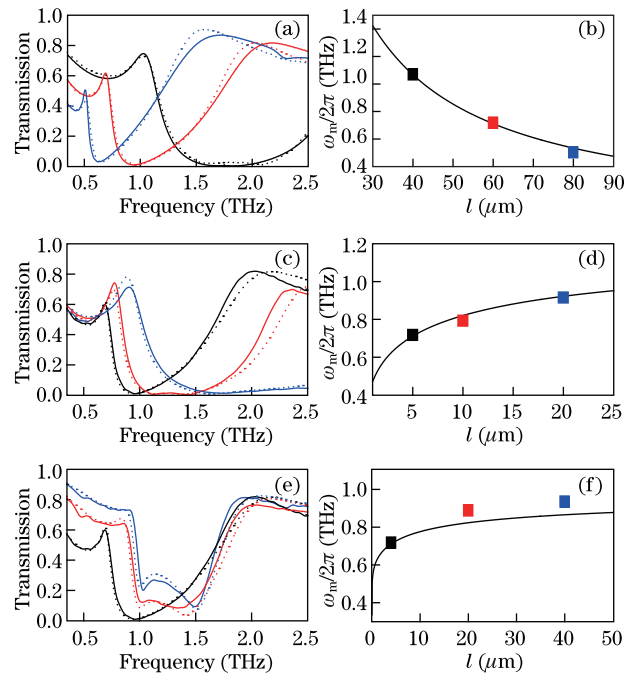 (a)
Transmission
1.0
0.8
0.6
0.4
0.2
0.0
0.5 1.0 1.5 2.0 2.5
Frequency (THz)
(b)
ωm/2π (THz)
1.4
1.2
1.0
0.8
0.6
0.4
30 40 50 60 70 80 90
l (μm)
(c)
Transmission
1.0
0.8
0.6
0.4
0.2
0.0
0.5 1.0 1.5 2.0 2.5
Frequency (THz)
(d)
ωm/2π (THz)
1.2
1.0
0.8
0.6
0.4
5 10 15 20 25
l (μm)
(e)
Transmission
1.0
0.8
0.6
0.4
0.2
0
0.5 1.0 1.5 2.0 2.5
Frequency (THz)
(f)
ωm/2π (THz)
1.0
0.8
0.6
0.4
0 10 20 30 40 50
l (μm)